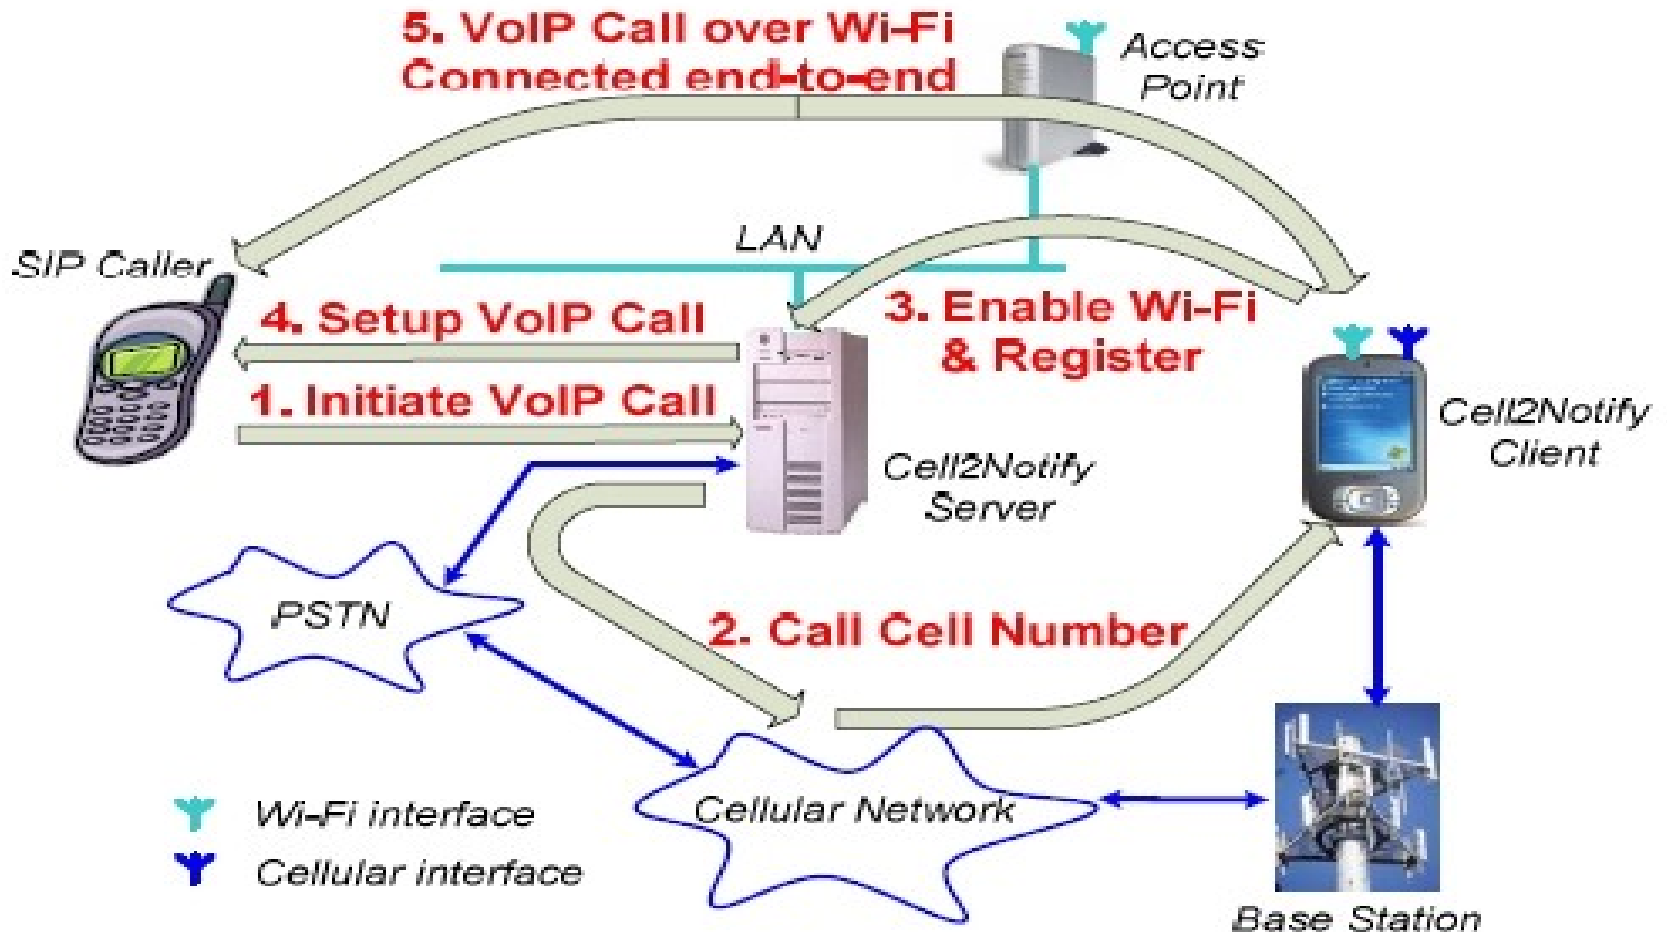 5. VoIP Call over Wi-Fi
Connected end-to-end
Access
Point
LAN
SIP Caller
4. Setup VoIP Call
3. Enable Wi-Fi
& Register
1. Initiate VoIP Call
Cell2Notify
Client
Cell2Notify
Server
PSTN
2. Call Cell Number
Cellular Network
Wi-Fi interface
Cellular interface
Base Station